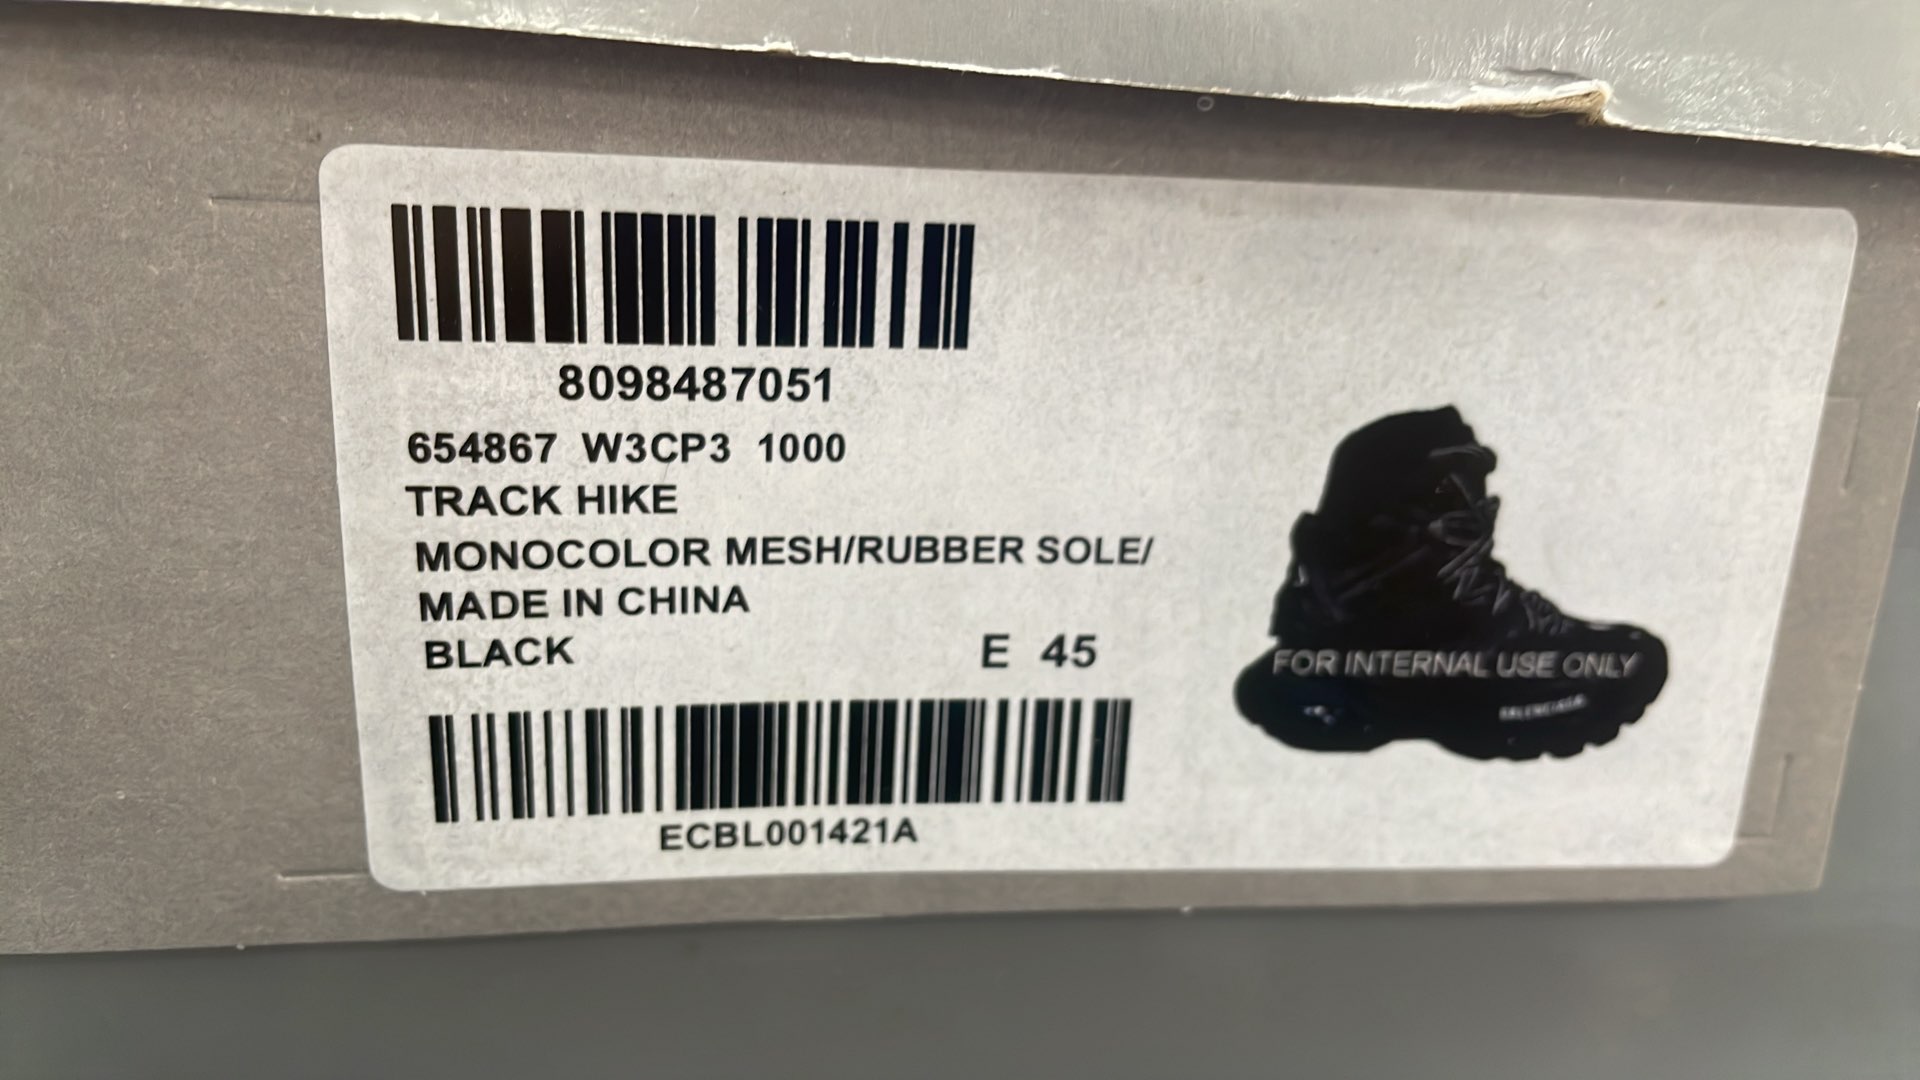 8098487051
654867 W3CP3 1000
TRACK HIKE
MONOCOLOR MESH/RUBBER SOLE/
MADE IN CHINA
BLACK E 45
FOR INTERNAL USE ONLY
BALENCIAGA
ECBL001421A